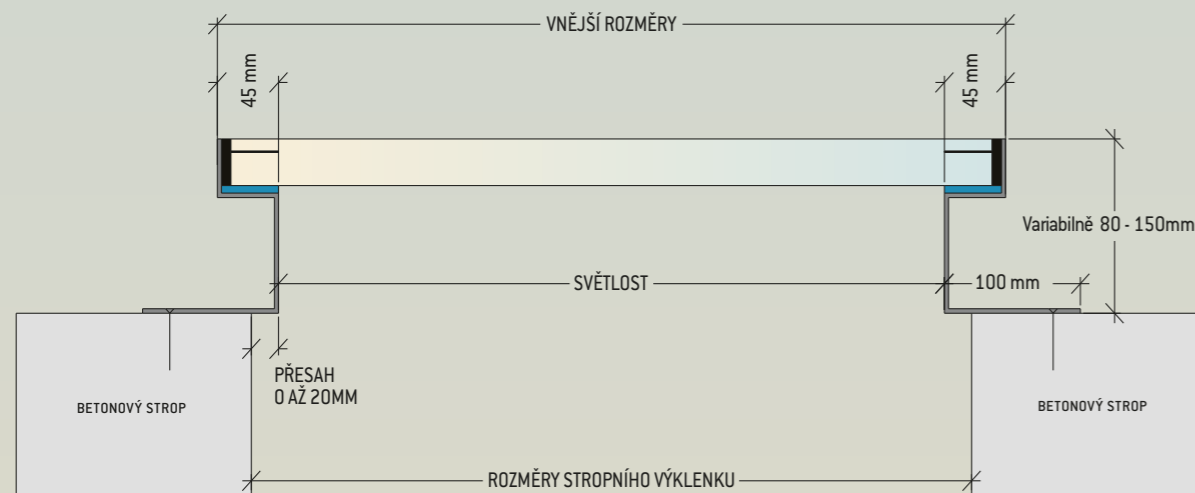 VNĚJŠÍ ROZMĚRY
45 mm
45 mm
Variabilně 80 - 150mm
SVĚTLOST
100 mm
PŘESAH
0 AŽ 20MM
BETONOVÝ STROP
BETONOVÝ STROP
ROZMĚRY STROPNÍHO VÝKLENKU